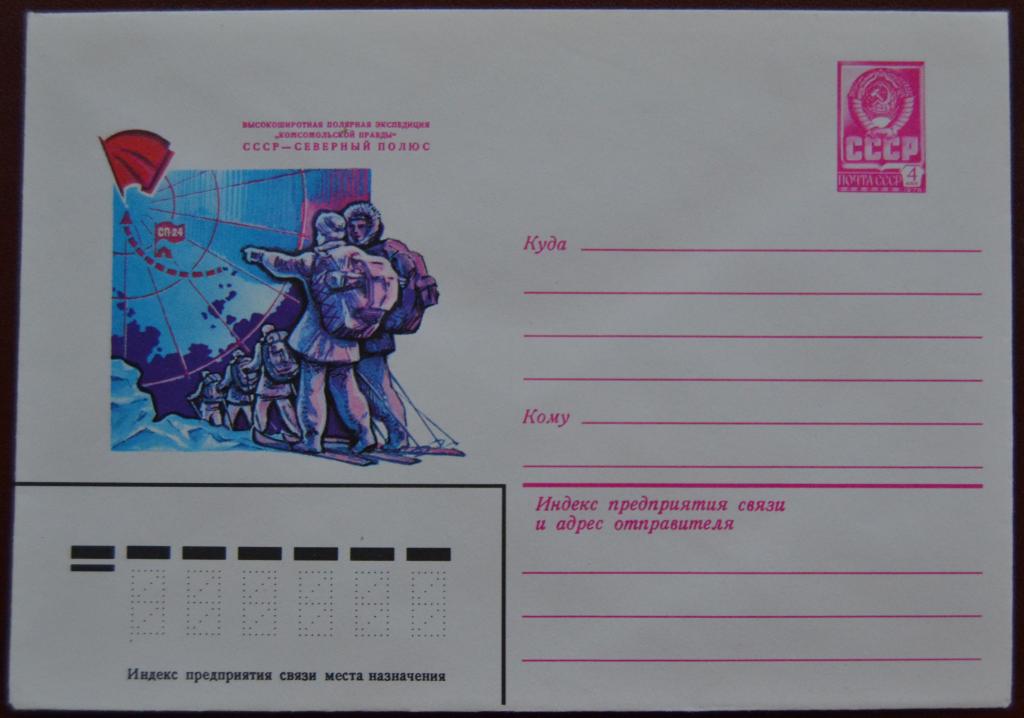 ВЫСОКОШИРОТНАЯ ПОЛЯРНАЯ ЭКСПЕДИЦИЯ
„КОМСОМОЛЬСКОЙ ПРАВДЫ“
СССР—СЕВЕРНЫЙ ПОЛЮС
СП-24
СССР
ПОЧТА СССР
4
Куда
Кому
Индекс предприятия связи
и адрес отправителя
Индекс предприятия связи места назначения